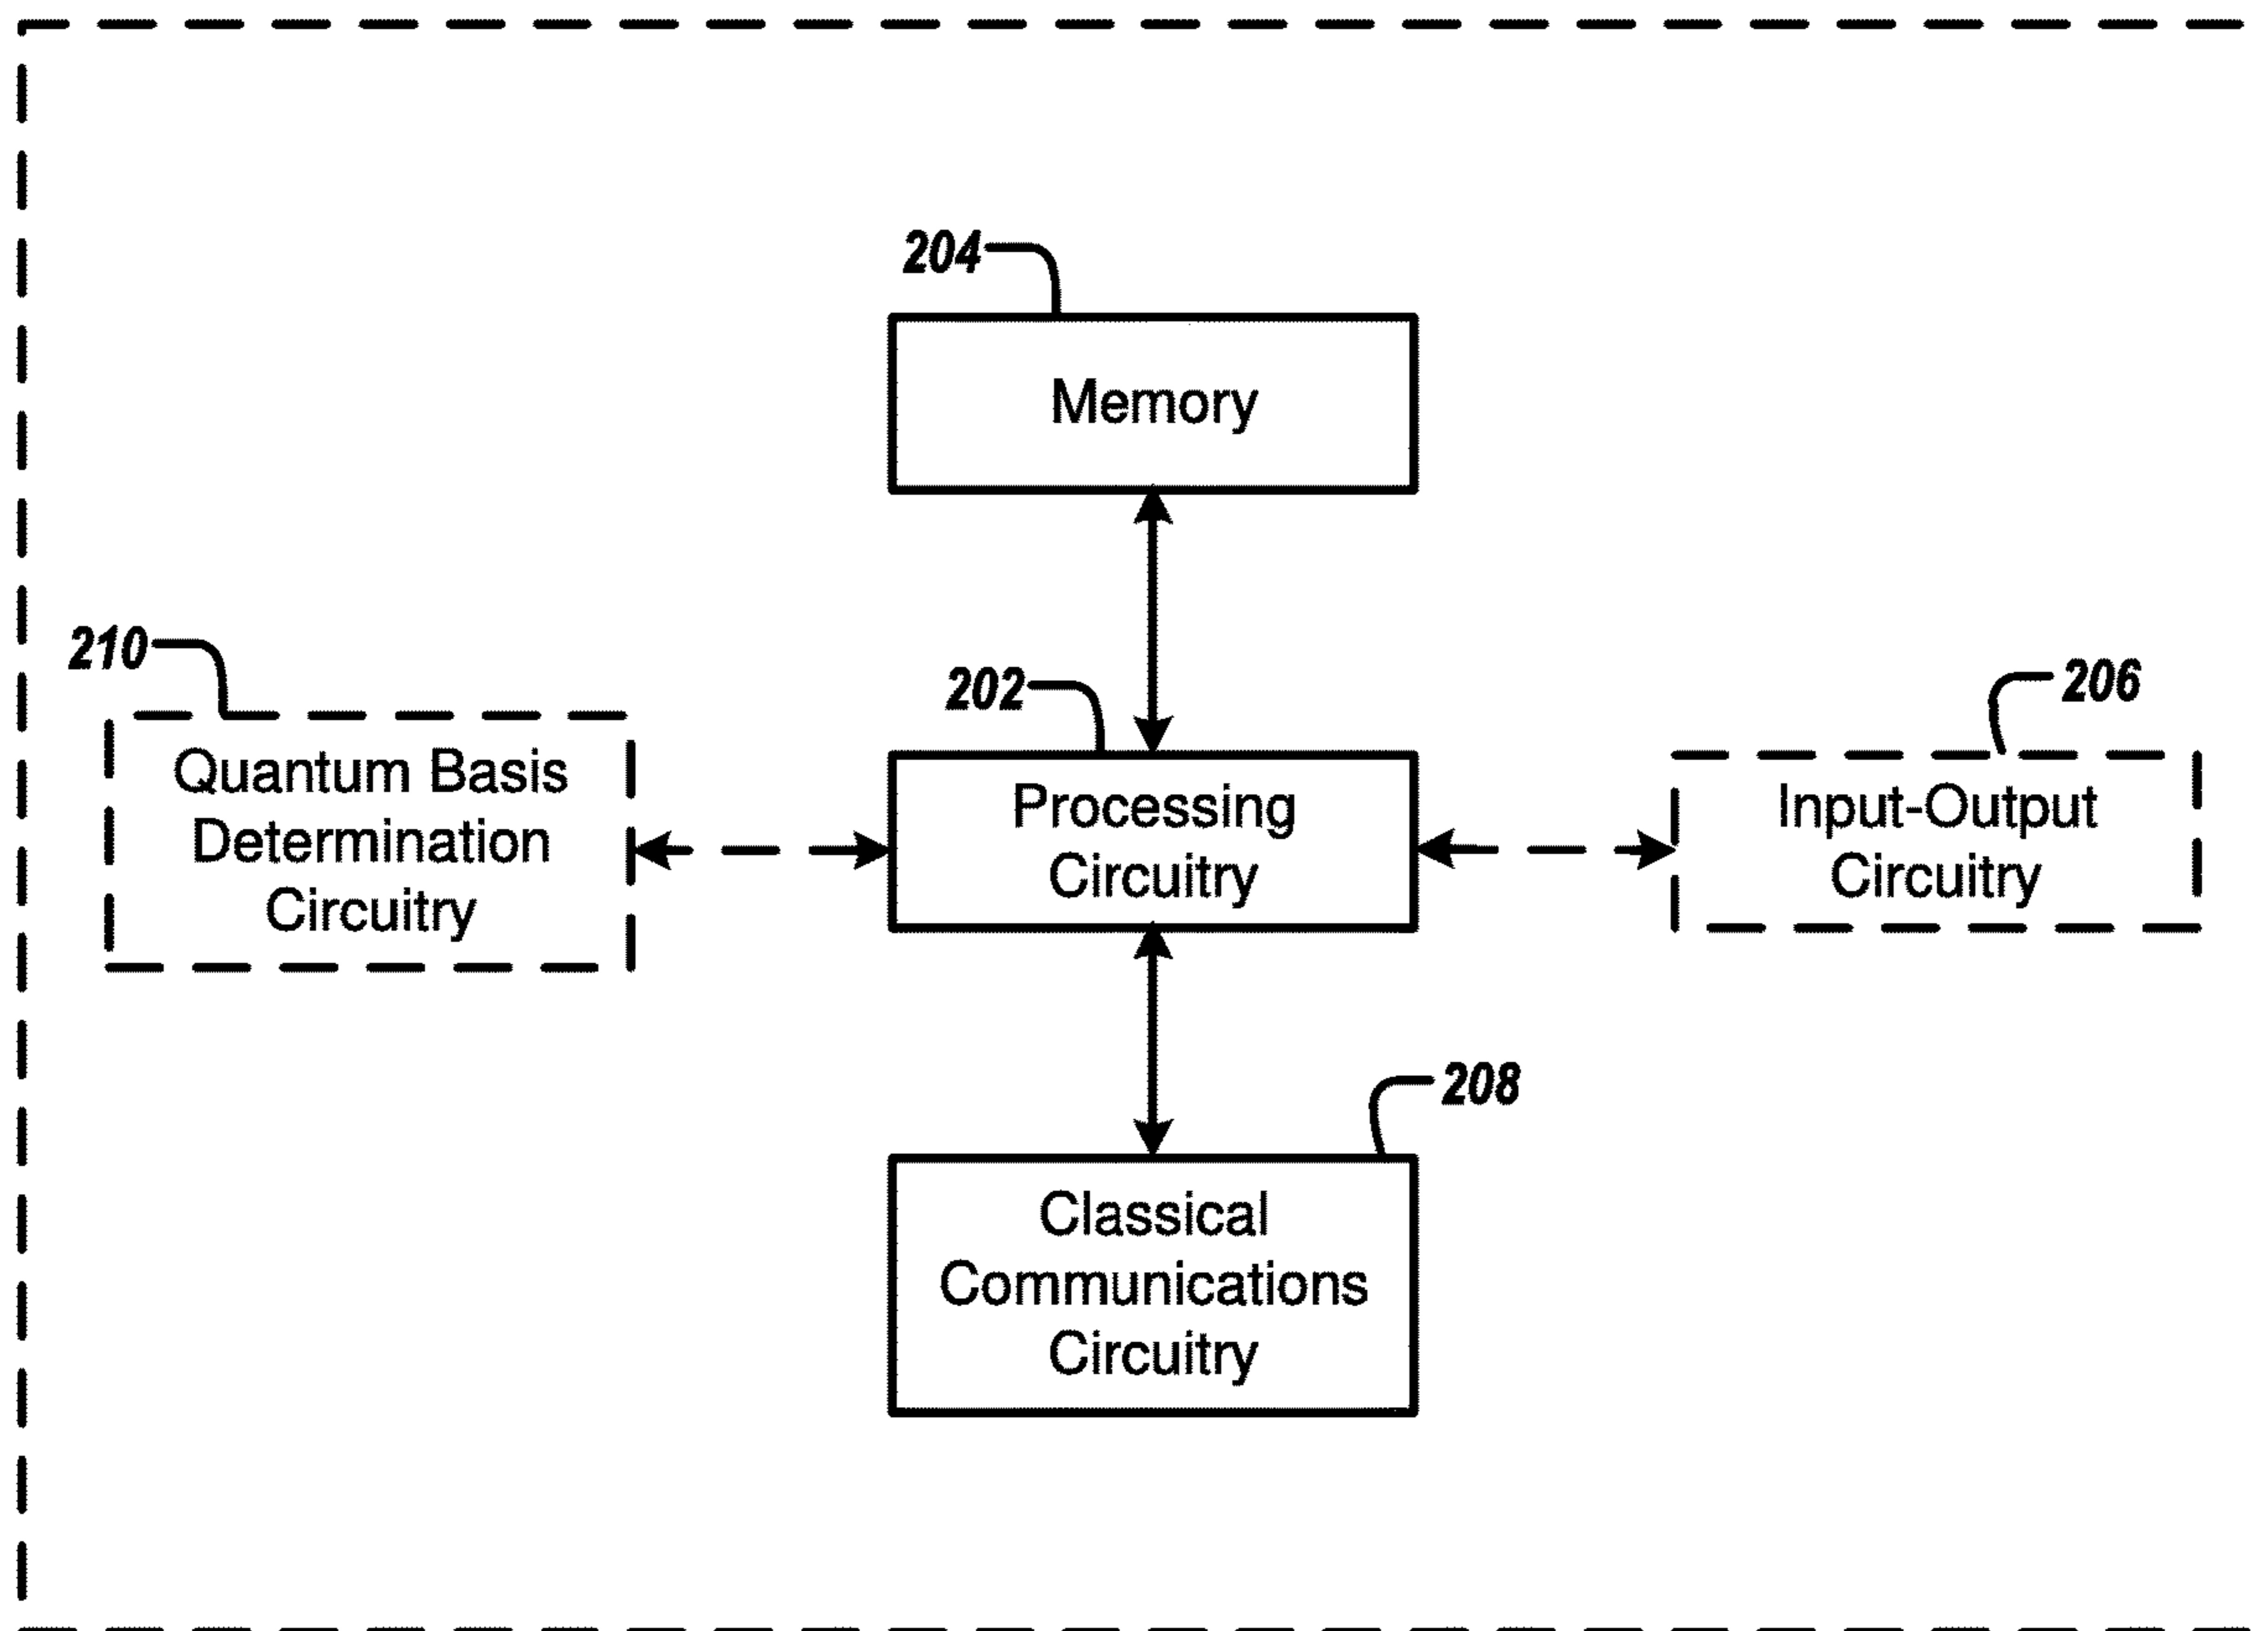 204
Memory
210
202
206
Quantum Basis
Determination
Circuitry
Processing
Circuitry
Input-Output
Circuitry
208
Classical
Communications
Circuitry